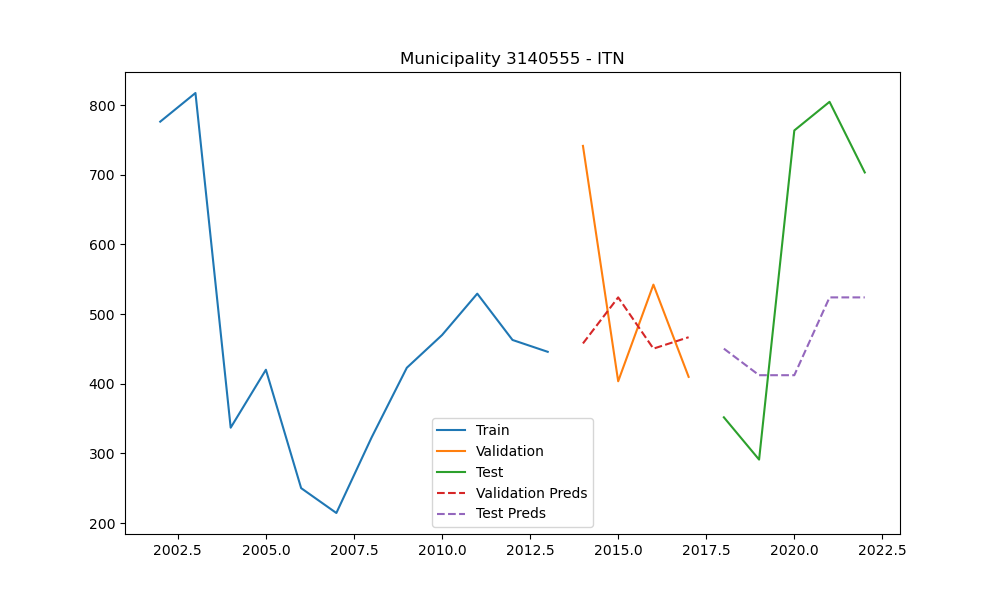 Municipality 3140555 - ITN
800
700
600
500
400
300
200
Train
Validation
Test
Validation Preds
Test Preds
2002.5 2005.0 2007.5 2010.0 2012.5 2015.0 2017.5 2020.0 2022.5